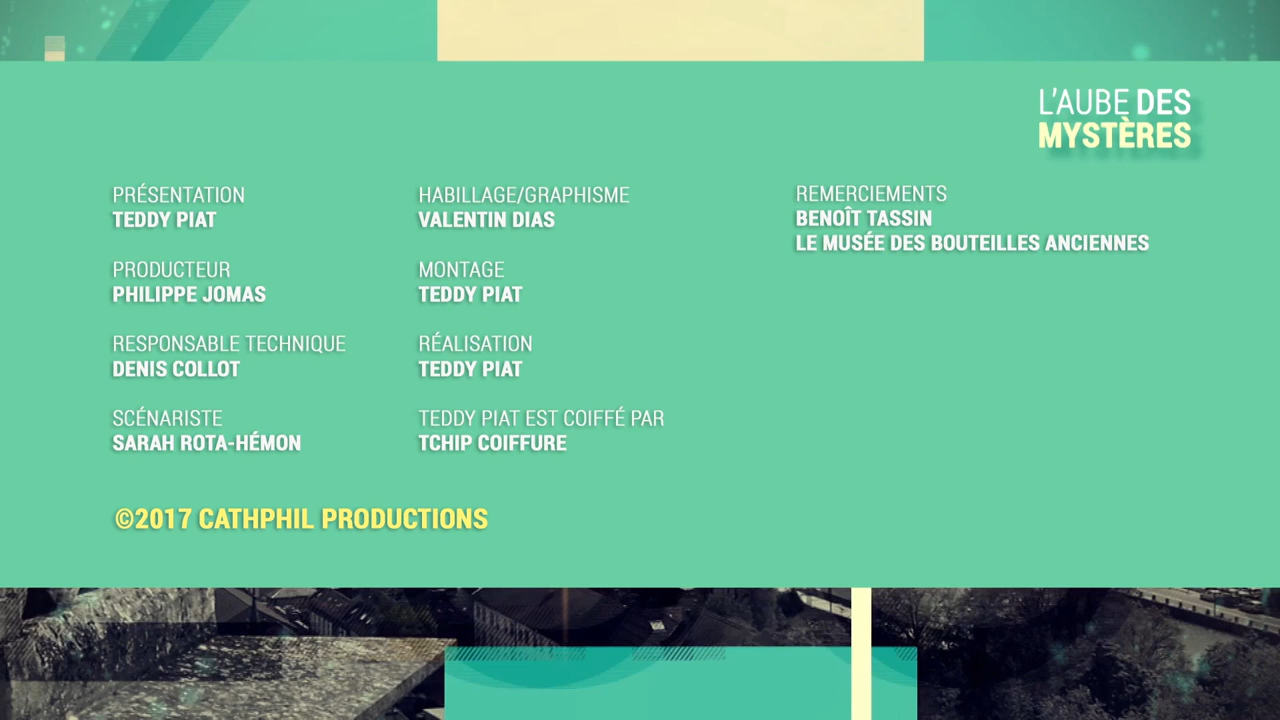 L'AUBE DES
MYSTÈRES
PRÉSENTATION
TEDDY PIAT
PRODUCTEUR
PHILIPPE JOMAS
RESPONSABLE TECHNIQUE
DENIS COLLOT
SCÉNARISTE
SARAH ROTA-HÉMON
HABILLAGE/GRAPHISME
VALENTIN DIAS
MONTAGE
TEDDY PIAT
RÉALISATION
TEDDY PIAT
TEDDY PIAT EST COIFFÉ PAR
TCHIP COIFFURE
REMERCIEMENTS
BENOÎT TASSIN
LE MUSÉE DES BOUTEILLES ANCIENNES
©2017 CATHPHIL PRODUCTIONS